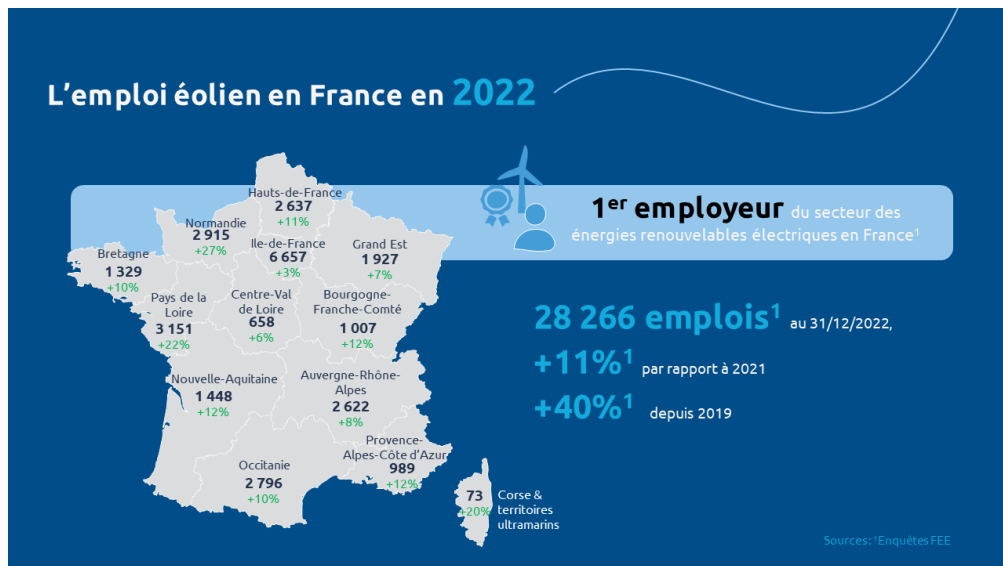 L’emploi éolien en France en 2022
1er employeur du secteur des
énergies renouvelables électriques en France¹
Hauts-de-France
2 637
+11%
Normandie
2 915
+27%
Ile-de-France
6 657
+3%
Grand Est
1 927
+7%
Bretagne
1 329
+10%
Pays de la
Loire
3 151
+22%
Centre-Val
de Loire
658
+6%
Bourgogne-
Franche-Comté
1 007
+12%
Nouvelle-Aquitaine
1 448
+12%
Auvergne-Rhône-
Alpes
2 622
+8%
Provence-
Alpes-Côte d’Azur
989
+12%
Occitanie
2 796
+10%
73
+20%
Corse &
territoires
ultramarins
28 266 emplois¹ au 31/12/2022,
+11%¹ par rapport à 2021
+40%¹ depuis 2019
Sources: ¹Enquêtes FEE